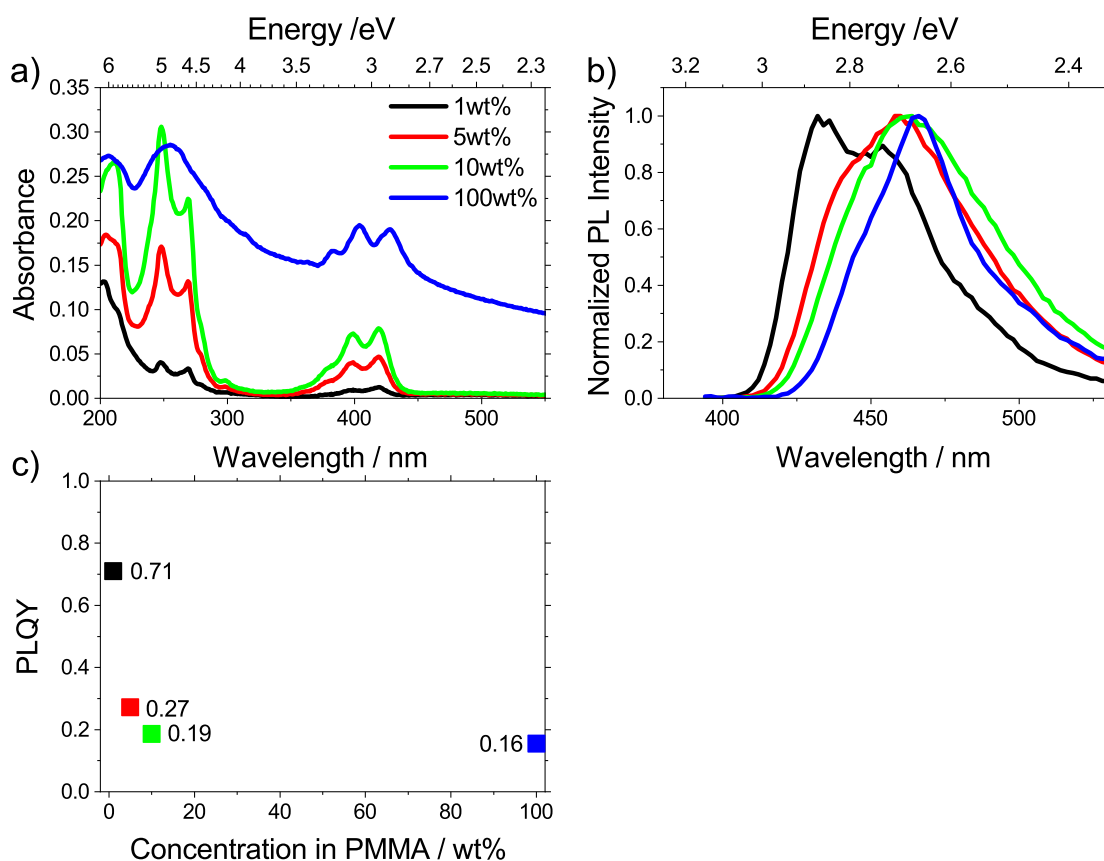 Energy /eV
a)
6 5 4.5 4 3.5 3 2.7 2.5 2.3
0.35
0.30
0.25
0.20
0.15
0.10
0.05
0.00
Absorbance
1wt%
5wt%
10wt%
100wt%
200 300 400 500
Wavelength / nm
Energy /eV
b)
3.2 3 2.8 2.6 2.4
1.0
0.8
0.6
0.4
0.2
0.0
Normalized PL Intensity
400 450 500
Wavelength / nm
c)
1.0
0.8
0.6
0.4
0.2
0.0
PLQY
0.71
0.27
0.19
0.16
0 20 40 60 80 100
Concentration in PMMA / wt%